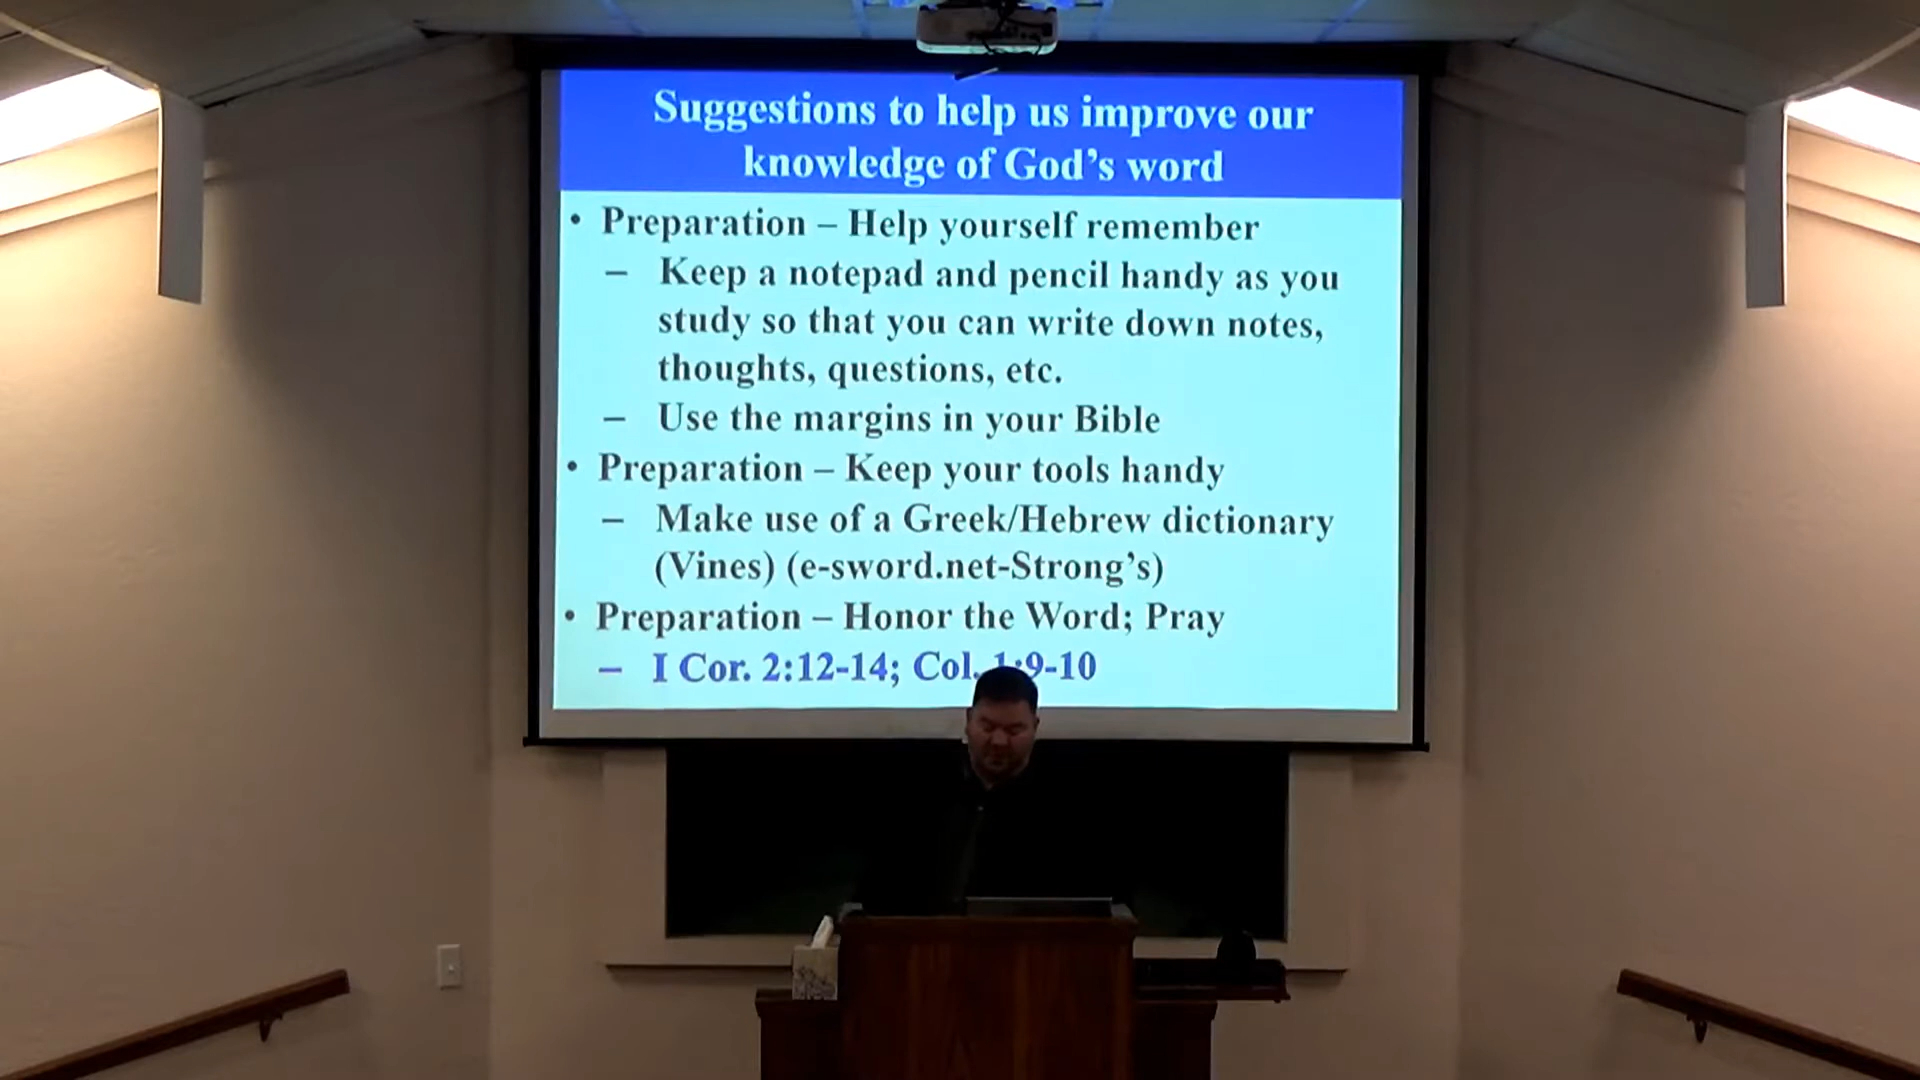 Suggestions to help us improve our
knowledge of God's word
• Preparation – Help yourself remember
– Keep a notepad and pencil handy as you
study so that you can write down notes,
thoughts, questions, etc.
– Use the margins in your Bible
• Preparation – Keep your tools handy
– Make use of a Greek/Hebrew dictionary
(Vines) (e-sword.net-Strong's)
• Preparation – Honor the Word; Pray
– I Cor. 2:12-14; Col. 1:9-10